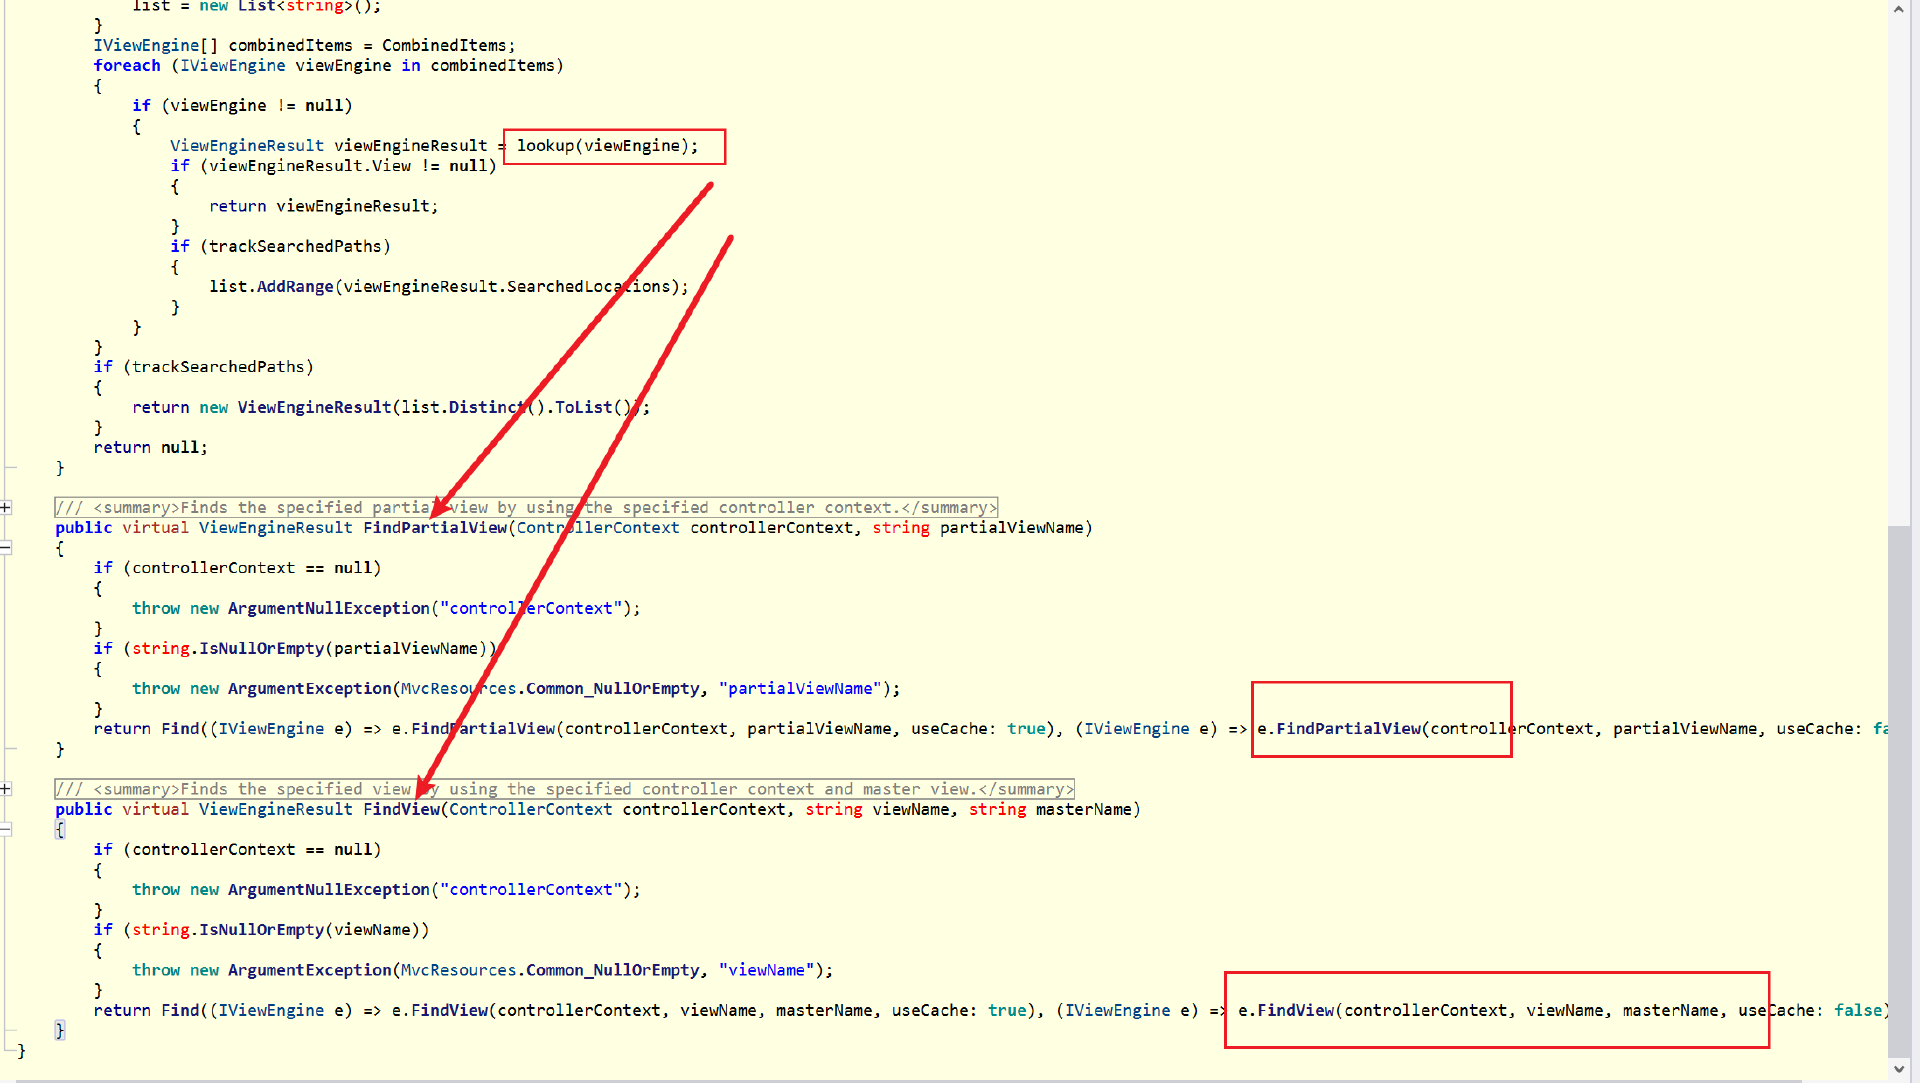 list = new List<string>();
}
IViewEngine[] combinedItems = CombinedItems;
foreach (IViewEngine viewEngine in combinedItems)
{
if (viewEngine != null)
{
ViewEngineResult viewEngineResult = lookup(viewEngine);
if (viewEngineResult.View != null)
{
return viewEngineResult;
}
if (trackSearchedPaths)
{
list.AddRange(viewEngineResult.SearchedLocations);
}
}
}
if (trackSearchedPaths)
{
return new ViewEngineResult(list.Distinct().ToList());
}
return null;
}
/// <summary>Finds the specified partial view by using the specified controller context.</summary>
public virtual ViewEngineResult FindPartialView(ControllerContext controllerContext, string partialViewName)
{
if (controllerContext == null)
{
throw new ArgumentNullException("controllerContext");
}
if (string.IsNullOrEmpty(partialViewName))
{
throw new ArgumentException(MvcResources.Common_NullOrEmpty, "partialViewName");
}
return Find((IViewEngine e) => e.FindPartialView(controllerContext, partialViewName, useCache: true), (IViewEngine e) => e.FindPartialView(controllerContext, partialViewName, useCache: fa
}
/// <summary>Finds the specified view by using the specified controller context and master view.</summary>
public virtual ViewEngineResult FindView(ControllerContext controllerContext, string viewName, string masterName)
{
if (controllerContext == null)
{
throw new ArgumentNullException("controllerContext");
}
if (string.IsNullOrEmpty(viewName))
{
throw new ArgumentException(MvcResources.Common_NullOrEmpty, "viewName");
}
return Find((IViewEngine e) => e.FindView(controllerContext, viewName, masterName, useCache: true), (IViewEngine e) => e.FindView(controllerContext, viewName, masterName, useCache: false)
}
}